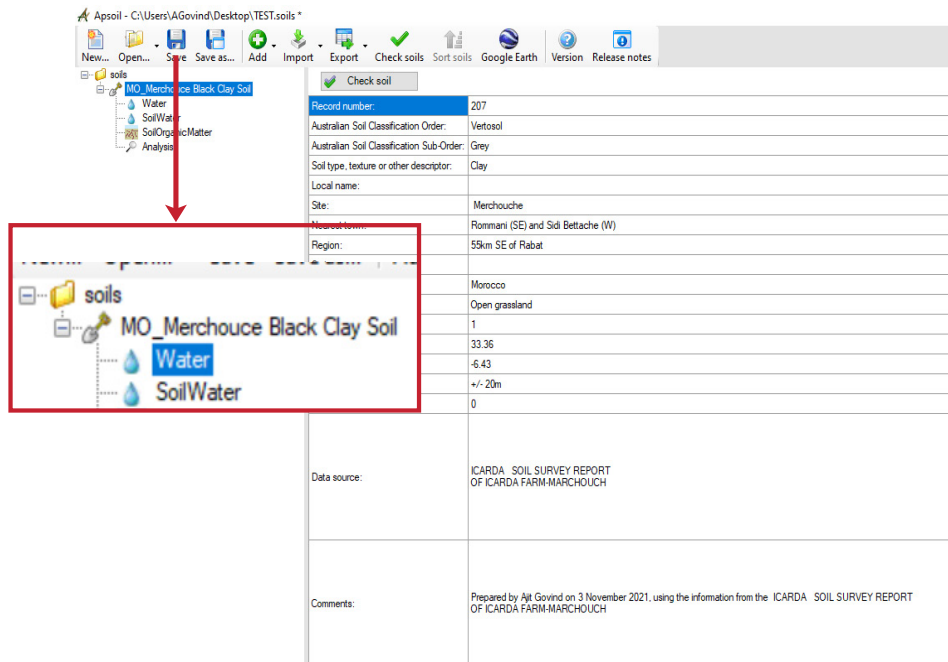 Apsoil - C:\Users\AGovind\Desktop\TEST.soils *
New... Open... Save Save as... Add Import Export Check soils Sort soils Google Earth Version Release notes
soils
MO_Merchouce Black Clay Soil
Water
SoilWater
SoilOrganicMatter
Analysis
Check soil
Record number: 207
Australian Soil Classification Order: Vertosol
Australian Soil Classification Sub-Order: Grey
Soil type, texture or other descriptor: Clay
Local name:
Site: Merchouche
Nearest town: Rommani (SE) and Sidi Bettache (W)
Region: 55km SE of Rabat
Morocco
Open grassland
1
33.36
-6.43
+/- 20m
0
Data source: ICARDA SOIL SURVEY REPORT
OF ICARDA FARM-MARCHOUCH
Comments: Prepared by Ajit Govind on 3 November 2021, using the information from the ICARDA SOIL SURVEY REPORT
OF ICARDA FARM-MARCHOUCH
soils
MO_Merchouce Black Clay Soil
Water
SoilWater